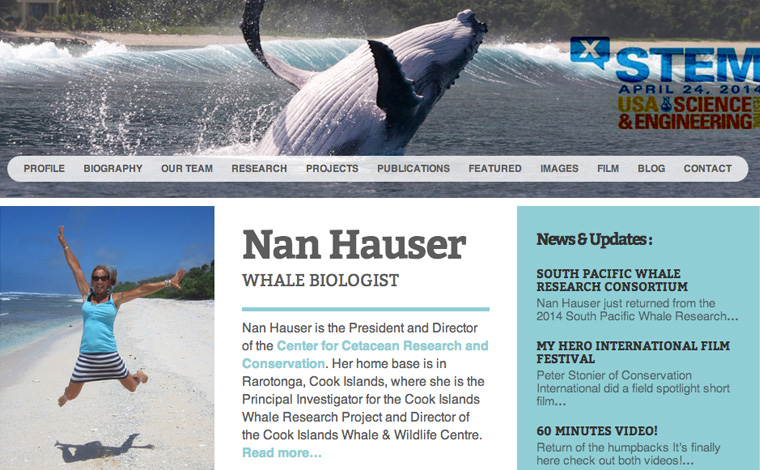 X
STEM
APRIL 24, 2014
USA SCIENCE
& ENGINEERING
PROFILE BIOGRAPHY OUR TEAM RESEARCH PROJECTS PUBLICATIONS FEATURED IMAGES FILM BLOG CONTACT
Nan Hauser
WHALE BIOLOGIST
Nan Hauser is the President and Director
of the Center for Cetacean Research and
Conservation. Her home base is in
Rarotonga, Cook Islands, where she is the
Principal Investigator for the Cook Islands
Whale Research Project and Director of
the Cook Islands Whale & Wildlife Centre.
Read more…
News & Updates :
SOUTH PACIFIC WHALE
RESEARCH CONSORTIUM
Nan Hauser just returned from the
2014 South Pacific Whale Research…
MY HERO INTERNATIONAL FILM
FESTIVAL
Peter Stonier of Conservation
International did a field spotlight short
film…
60 MINUTES VIDEO!
Return of the humpbacks It's finally
here check out both videos!…